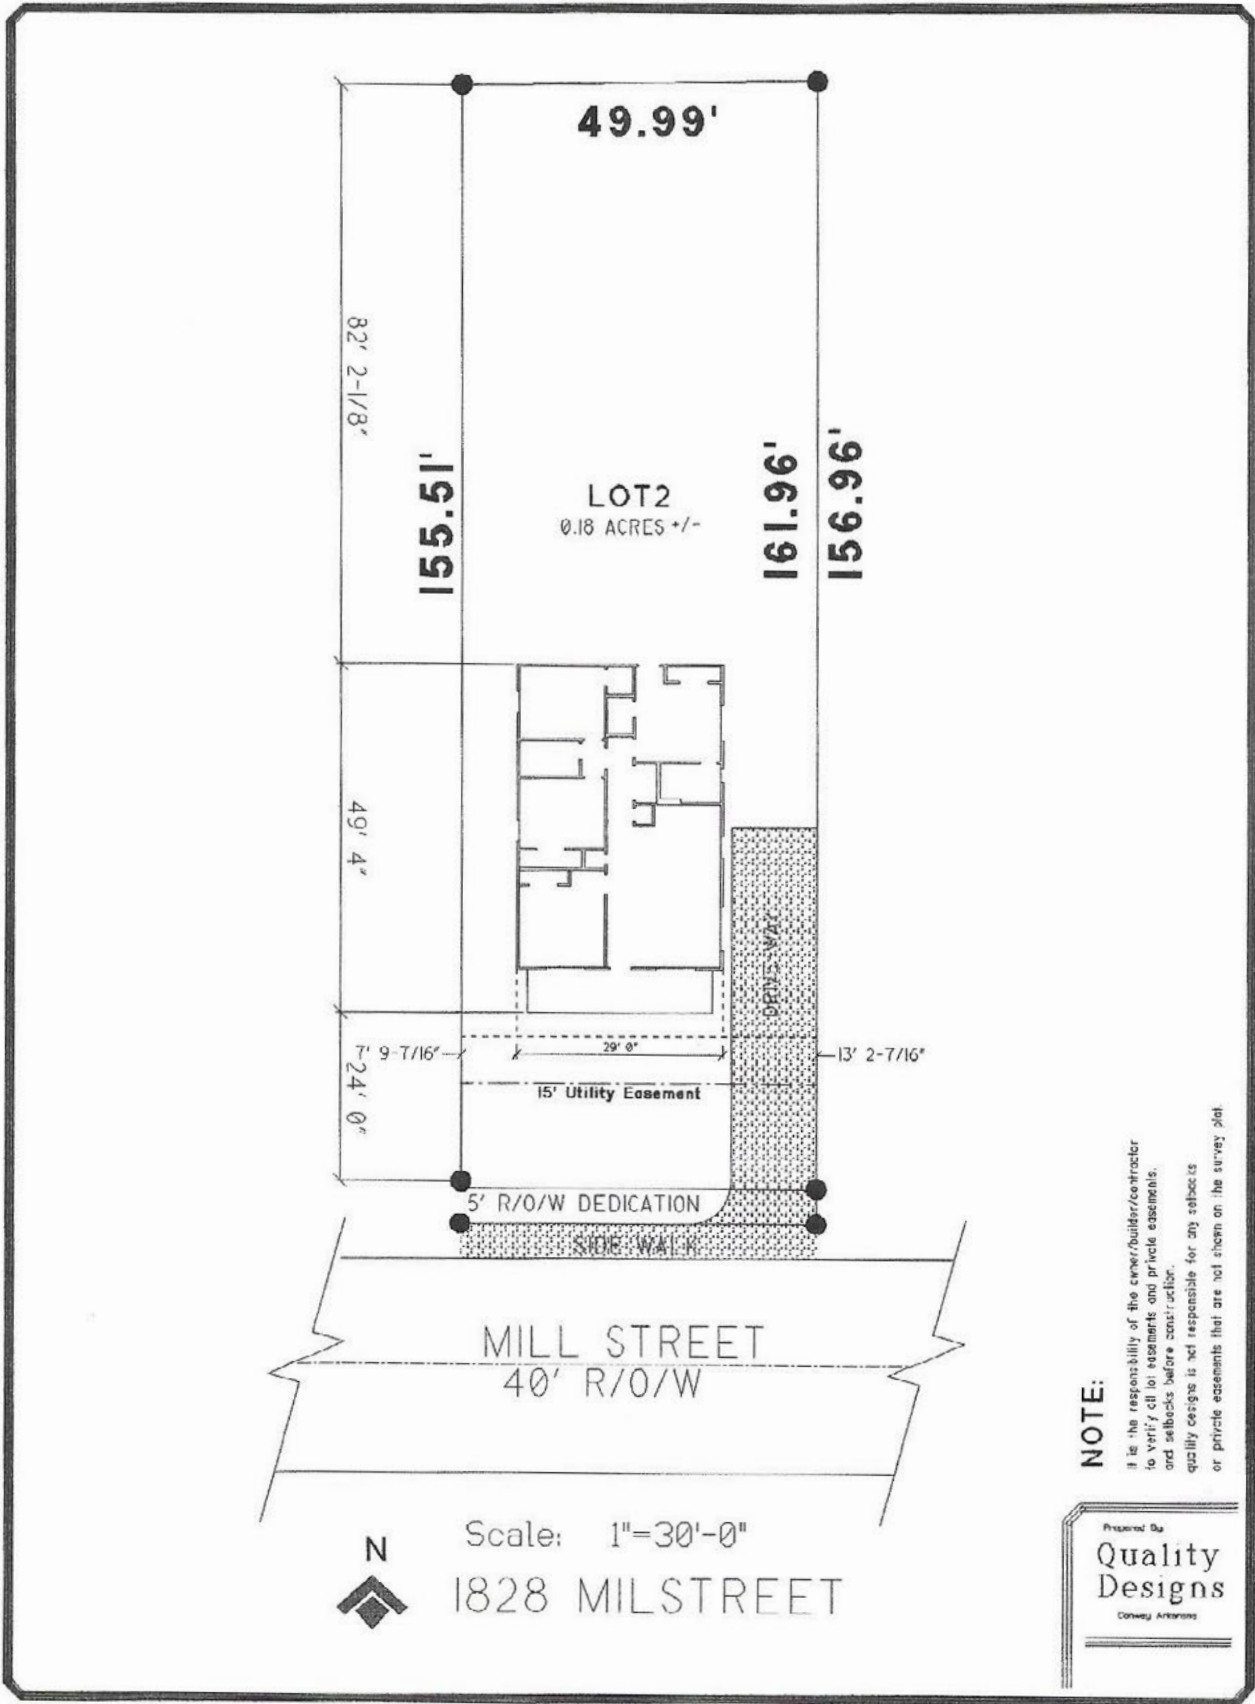 49.99'
82' 2-1/8"
155.51'
LOT2
0.18 ACRES +/-
161.96'
156.96'
49' 4"
DRIVE WAY
7' 9-7/16"
29' 0"
13' 2-7/16"
24' 0"
15' Utility Easement
5' R/O/W DEDICATION
SIDE WALK
MILL STREET
40' R/O/W
NOTE:
It is the responsibility of the owner/builder/contractor
to verify all lot easements and private easements.
and setbacks before construction.
quality designs is not responsible for any setbacks
or private easements that are not shown on the survey plat.
N
Scale: 1"=30'-0"
1828 MILSTREET
Prepared By:
Quality
Designs
Conway Arkansas